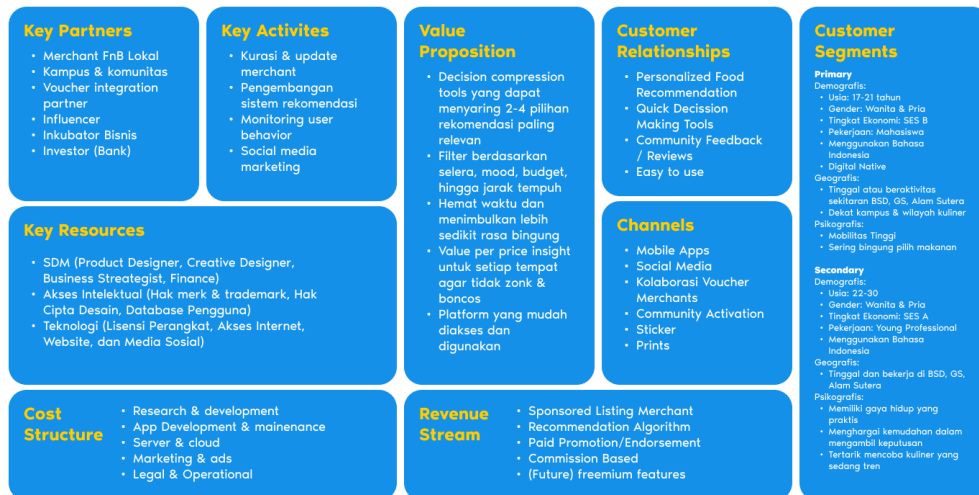 Key Partners
• Merchant FnB Lokal
• Kampus & komunitas
• Voucher integration
partner
• Influencer
• Inkubator Bisnis
• Investor (Bank)
Key Activites
• Kurasi & update
merchant
• Pengembangan
sistem rekomendasi
• Monitoring user
behavior
• Social media
marketing
Key Resources
• SDM (Product Designer, Creative Designer,
Business Streategist, Finance)
• Akses Intelektual (Hak merk & trademark, Hak
Cipta Desain, Database Pengguna)
• Teknologi (Lisensi Perangkat, Akses Internet,
Website, dan Media Sosial)
Value
Proposition
• Decision compression
tools yang dapat
menyaring 2-4 pilihan
rekomendasi paling
relevan
• Filter berdasarkan
selera, mood, budget,
hingga jarak tempuh
• Hemat waktu dan
menimbulkan lebih
sedikit rasa bingung
• Value per price insight
untuk setiap tempat
agar tidak zonk &
boncos
• Platform yang mudah
diakses dan
digunakan
Customer
Relationships
• Personalized Food
Recommendation
• Quick Decission
Making Tools
• Community Feedback
/ Reviews
• Easy to use
Channels
• Mobile Apps
• Social Media
• Kolaborasi Voucher
Merchants
• Community Activation
• Sticker
• Prints
Customer
Segments
Primary
Demografis:
• Usia: 17-21 tahun
• Gender: Wanita & Pria
• Tingkat Ekonomi: SES B
• Pekerjaan: Mahasiswa
• Menggunakan Bahasa
Indonesia
• Digital Native
Geografis:
• Tinggal atau beraktivitas
sekitaran BSD, GS, Alam Sutera
• Dekat kampus & wilayah kuliner
Psikografis:
• Mobilitas Tinggi
• Sering bingung pilih makanan
Secondary
Demografis:
• Usia: 22-30
• Gender: Wanita & Pria
• Tingkat Ekonomi: SES A
• Pekerjaan: Young Professional
• Menggunakan Bahasa
Indonesia
Geografis:
• Tinggal dan bekerja di BSD, GS,
Alam Sutera
Psikografis:
• Memiliki gaya hidup yang
praktis
• Menghargai kemudahan dalam
mengambil keputusan
• Tertarik mencoba kuliner yang
sedang tren
Cost
Structure
• Research & development
• App Development & mainenance
• Server & cloud
• Marketing & ads
• Legal & Operational
Revenue
Stream
• Sponsored Listing Merchant
• Recommendation Algorithm
• Paid Promotion/Endorsement
• Commission Based
• (Future) freemium features